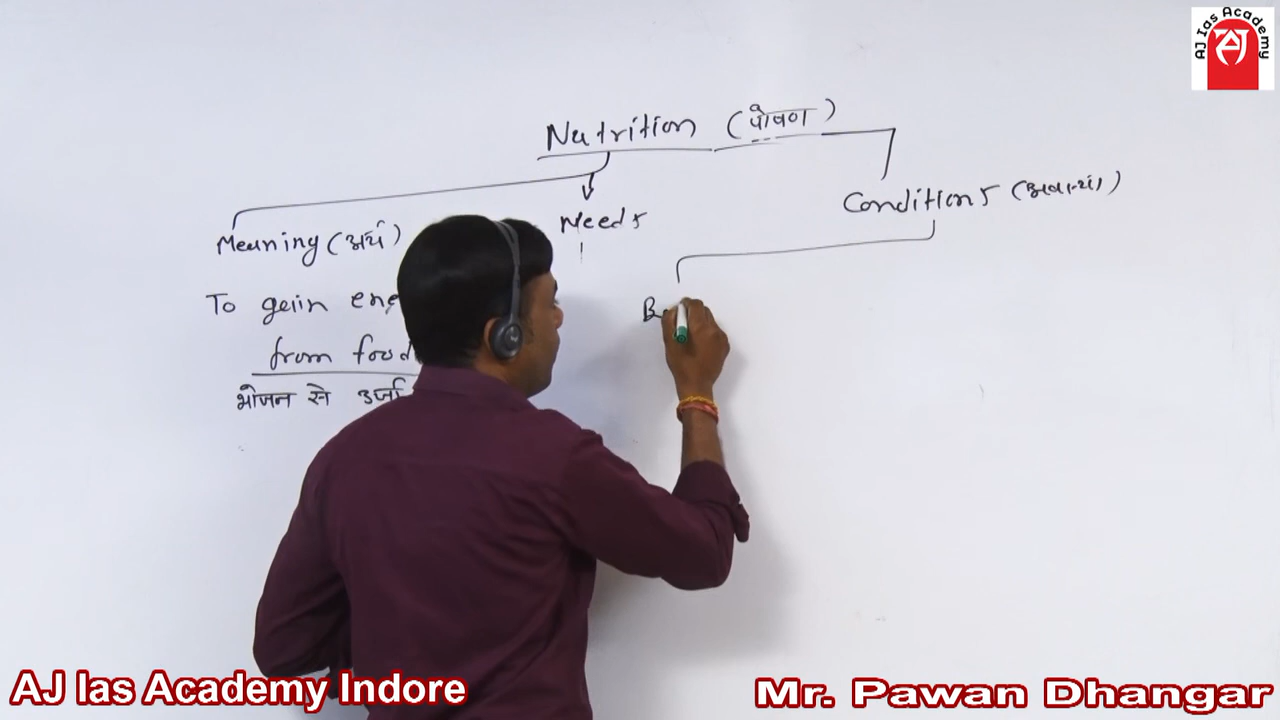 AJ Ias Academy
Nutrition (पोषण)
Conditions
Needs
Meaning (अर्थ)
To gain
from food
भोजन से उर्जा
AJ Ias Academy Indore
Mr. Pawan Dhangar